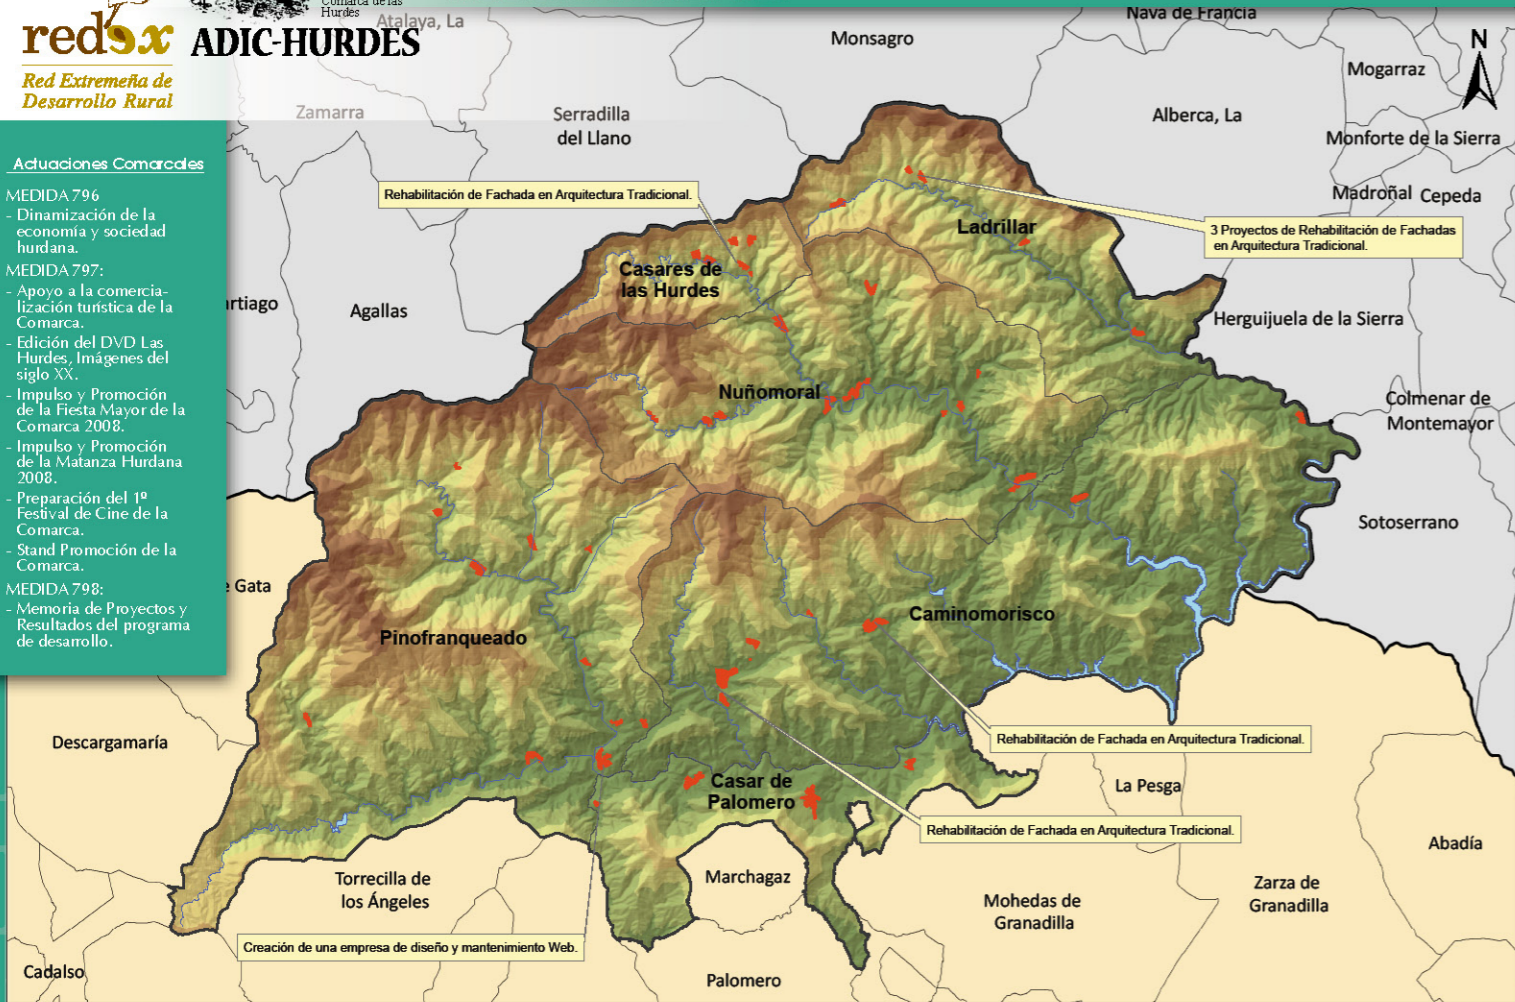 Comarca de las
Hurdes
redex
ADIC-HURDES
Red Extremeña de
Desarrollo Rural
Actuaciones Comarcales
MEDIDA 796
- Dinamización de la
economía y sociedad
hurdana.
MEDIDA 797:
- Apoyo a la comercia-
lización turística de la
Comarca.
- Edición del DVD Las
Hurdes, Imágenes del
siglo XX.
- Impulso y Promoción
de la Fiesta Mayor de la
Comarca 2008.
- Impulso y Promoción
de la Matanza Hurdana
2008.
- Preparación del 1º
Festival de Cine de la
Comarca.
- Stand Promoción de la
Comarca.
MEDIDA 798:
- Memoria de Proyectos y
Resultados del programa
de desarrollo.
Atalaya, La
Monsagro
Nava de Francia
N
Mogarraz
Zamarra
Serradilla
del Llano
Alberca, La
Monforte de la Sierra
Madroñal
Cepeda
Rehabilitación de Fachada en Arquitectura Tradicional.
3 Proyectos de Rehabilitación de Fachadas
en Arquitectura Tradicional.
Ladrillar
Casares de
las Hurdes
rtiago
Agallas
Herguijuela de la Sierra
Nuñomoral
Colmenar de
Montemayor
Sotoserrano
e Gata
Pinofranqueado
Caminomorisco
Descargamaría
Rehabilitación de Fachada en Arquitectura Tradicional.
Casar de
Palomero
La Pesga
Rehabilitación de Fachada en Arquitectura Tradicional.
Abadía
Torrecilla de
los Ángeles
Marchagaz
Mohedas de
Granadilla
Zarza de
Granadilla
Creación de una empresa de diseño y mantenimiento Web.
Cadalso
Palomero